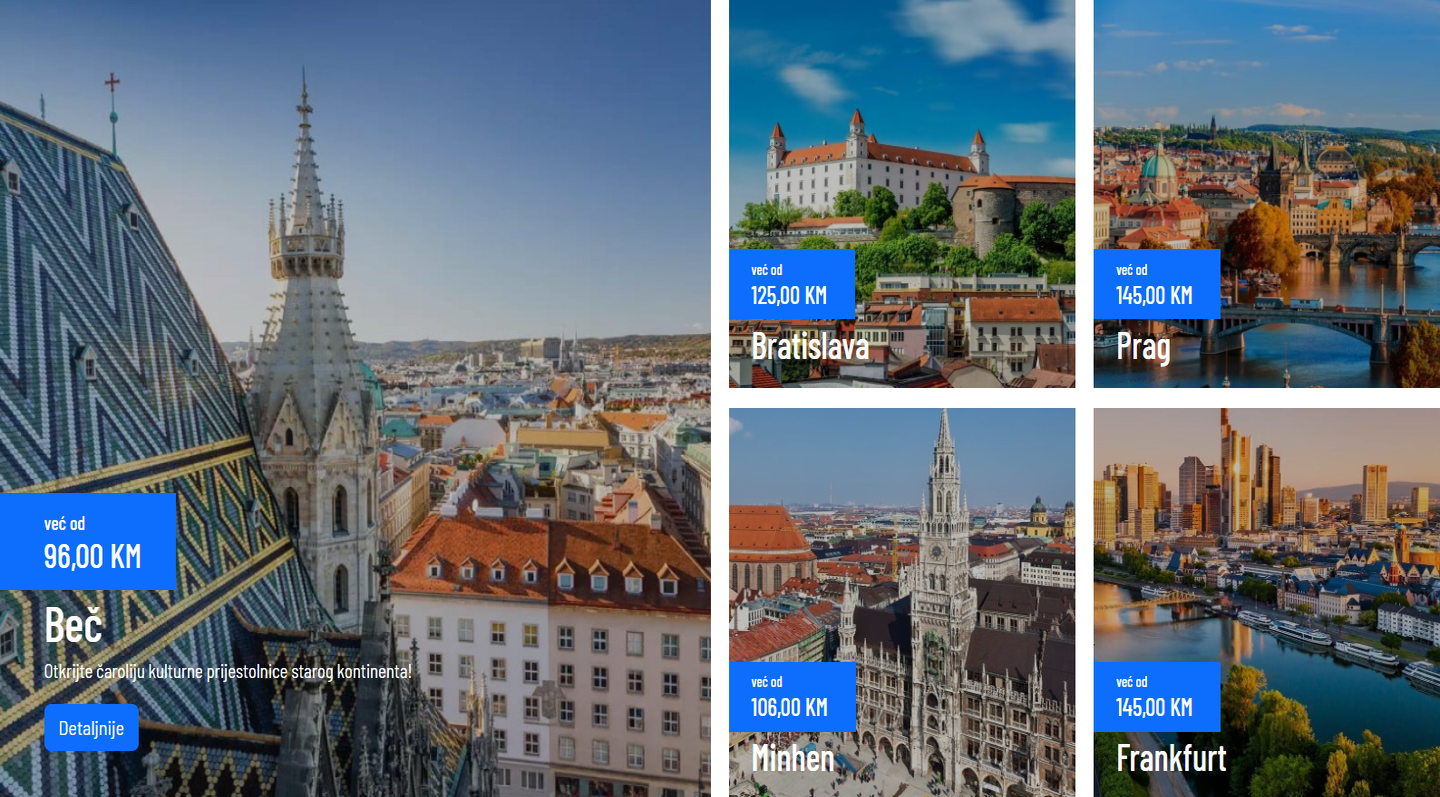 već od
96,00 KM
Beč
Otkrijte čaroliju kulturne prijestolnice starog kontinenta!
Detaljnije
već od
125,00 KM
Bratislava
već od
145,00 KM
Prag
već od
106,00 KM
Minhen
već od
145,00 KM
Frankfurt